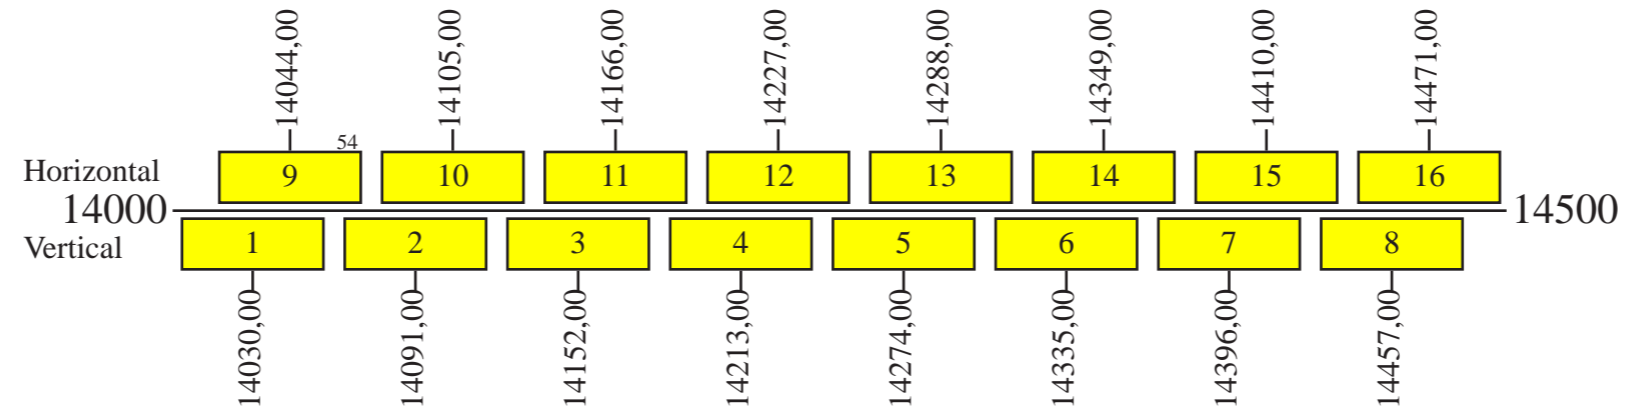 14044,00 14105,00 14166,00 14227,00 14288,00 14349,00 14410,00 14471,00
54
Horizontal 9 10 11 12 13 14 15 16
14000 14500
Vertical 1 2 3 4 5 6 7 8
14030,00 14091,00 14152,00 14213,00 14274,00 14335,00 14396,00 14457,00